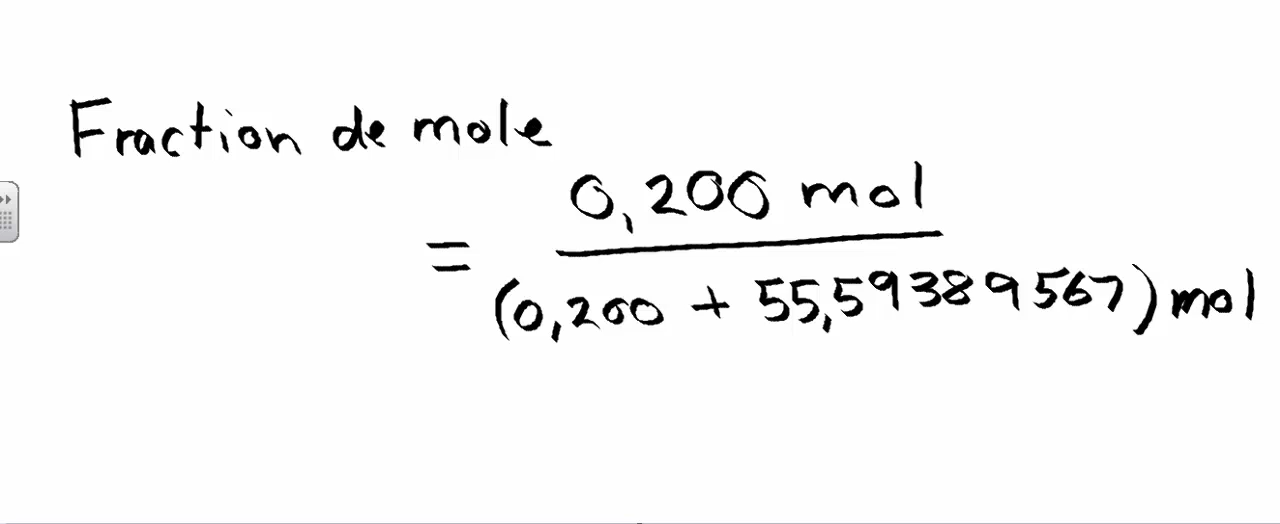 Fraction de mole
0,200 mol
=
(0,200 + 55,59389567) mol